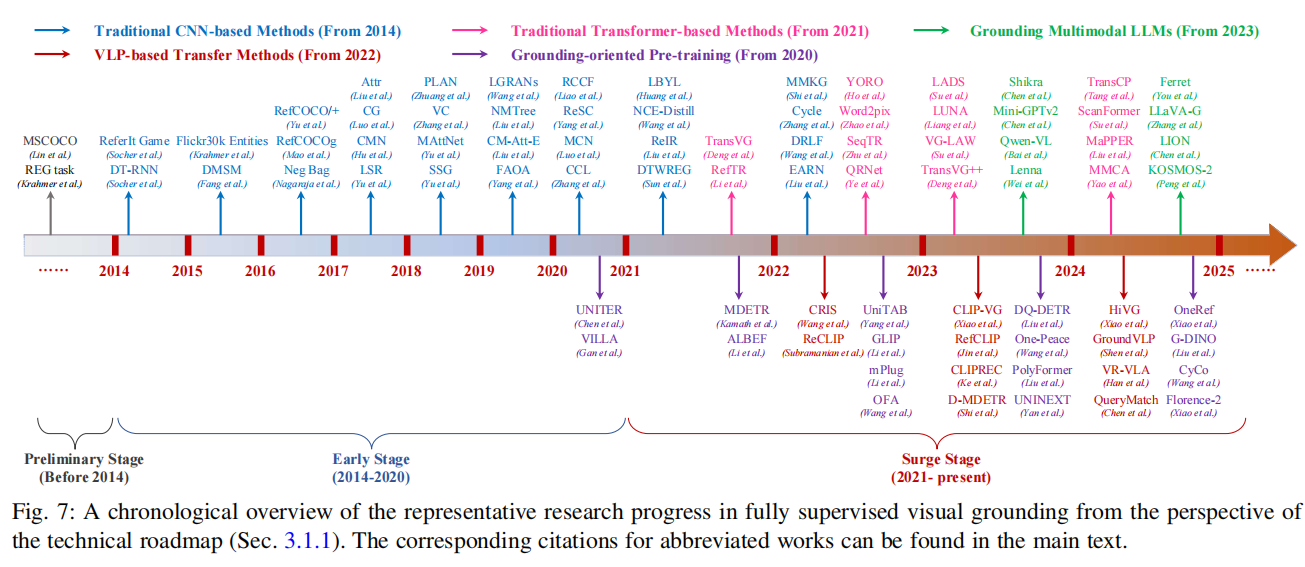 Traditional CNN-based Methods (From 2014)
Traditional Transformer-based Methods (From 2021)
Grounding Multimodal LLMs (From 2023)
VLP-based Transfer Methods (From 2022)
Grounding-oriented Pre-training (From 2020)
MSCOCO
(Lin et al.)
REG task
(Krahmer et al.)
ReferIt Game
(Socher et al.)
DT-RNN
(Socher et al.)
Flickr30k Entities
(Krahmer et al.)
DMSM
(Fang et al.)
RefCOCO/+
(Yu et al.)
RefCOCOg
(Mao et al.)
Neg Bag
(Nagaraja et al.)
Attr
(Liu et al.)
CG
(Luo et al.)
CMN
(Hu et al.)
LSR
(Yu et al.)
PLAN
(Zhuang et al.)
VC
(Zhang et al.)
MAttNet
(Yu et al.)
SSG
(Yu et al.)
LGRANs
(Wang et al.)
NMTree
(Liu et al.)
CM-Att-E
(Liu et al.)
FAOA
(Yang et al.)
RCCF
(Liao et al.)
ReSC
(Yang et al.)
MCN
(Luo et al.)
CCL
(Zhang et al.)
LBYL
(Huang et al.)
NCE-Distill
(Wang et al.)
ReIR
(Liu et al.)
DTWREG
(Sun et al.)
TransVG
(Deng et al.)
RefTR
(Li et al.)
MMKG
(Shi et al.)
Cycle
(Zhang et al.)
DRLF
(Wang et al.)
EARN
(Liu et al.)
YORO
(Ho et al.)
Word2pix
(Zhao et al.)
SeqTR
(Zhu et al.)
QRNet
(Ye et al.)
LADS
(Su et al.)
LUNA
(Liang et al.)
VG-LAW
(Su et al.)
TransVG++
(Deng et al.)
Shikra
(Chen et al.)
Mini-GPTv2
(Chen et al.)
Qwen-VL
(Bai et al.)
Lenna
(Wei et al.)
TransCP
(Tang et al.)
ScanFormer
(Su et al.)
MaPPER
(Liu et al.)
MMCA
(Yao et al.)
Ferret
(You et al.)
LLaVA-G
(Zhang et al.)
LION
(Chen et al.)
KOSMOS-2
(Peng et al.)
…… 2014 2015 2016 2017 2018 2019 2020 2021 2022 2023 2024 2025 ……
UNITER
(Chen et al.)
VILLA
(Gan et al.)
MDETR
(Kamath et al.)
ALBEF
(Li et al.)
CRIS
(Wang et al.)
ReCLIP
(Subramanian et al.)
UniTAB
(Yang et al.)
GLIP
(Li et al.)
mPlug
(Li et al.)
OFA
(Wang et al.)
CLIP-VG
(Xiao et al.)
RefCLIP
(Jin et al.)
CLIPREC
(Ke et al.)
D-MDETR
(Shi et al.)
DQ-DETR
(Liu et al.)
One-Peace
(Wang et al.)
PolyFormer
(Liu et al.)
UNINEXT
(Yan et al.)
HiVG
(Xiao et al.)
GroundVLP
(Shen et al.)
VR-VLA
(Han et al.)
QueryMatch
(Chen et al.)
OneRef
(Xiao et al.)
G-DINO
(Liu et al.)
CyCo
(Wang et al.)
Florence-2
(Xiao et al.)
Preliminary Stage
(Before 2014)
Early Stage
(2014-2020)
Surge Stage
(2021- present)
Fig. 7: A chronological overview of the representative research progress in fully supervised visual grounding from the perspective of
the technical roadmap (Sec. 3.1.1). The corresponding citations for abbreviated works can be found in the main text.